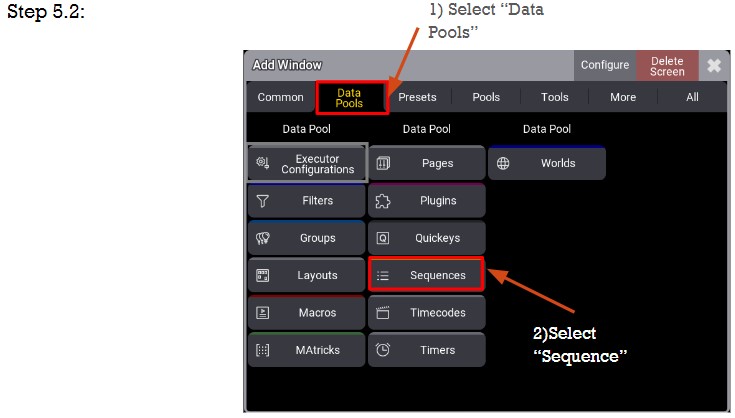 Step 5.2:
1) Select “Data
Pools”
Add Window
Configure
Delete
Screen
Common
Data
Pools
Presets
Pools
Tools
More
All
Data Pool
Data Pool
Data Pool
Executor
Configurations
Pages
Worlds
Filters
Plugins
Groups
Quickeys
Layouts
Sequences
Macros
Timecodes
MAtricks
Timers
2)Select
“Sequence”